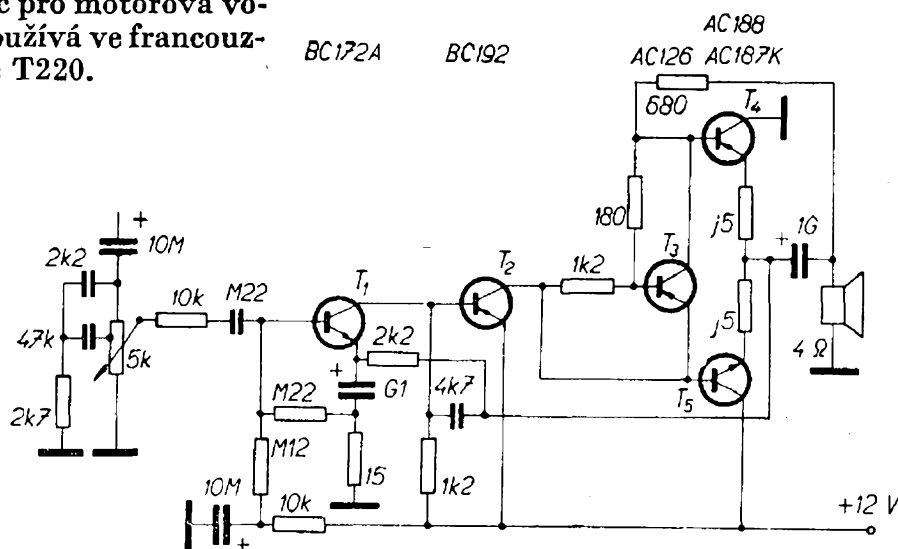 c pro motorová vo-
oužívá ve francouz-
T220.
BC172A
BC192
AC188
AC126 AC187K
680
T4
+
10M
2k2
180
j5
+
1G
T3
T2
1k2
T1
10k
M22
47k
5k
2k2
j5
4 Ω
+
G1
4k7
T5
M22
2k7
M12
15
1k2
10M
10k
+
+12 V